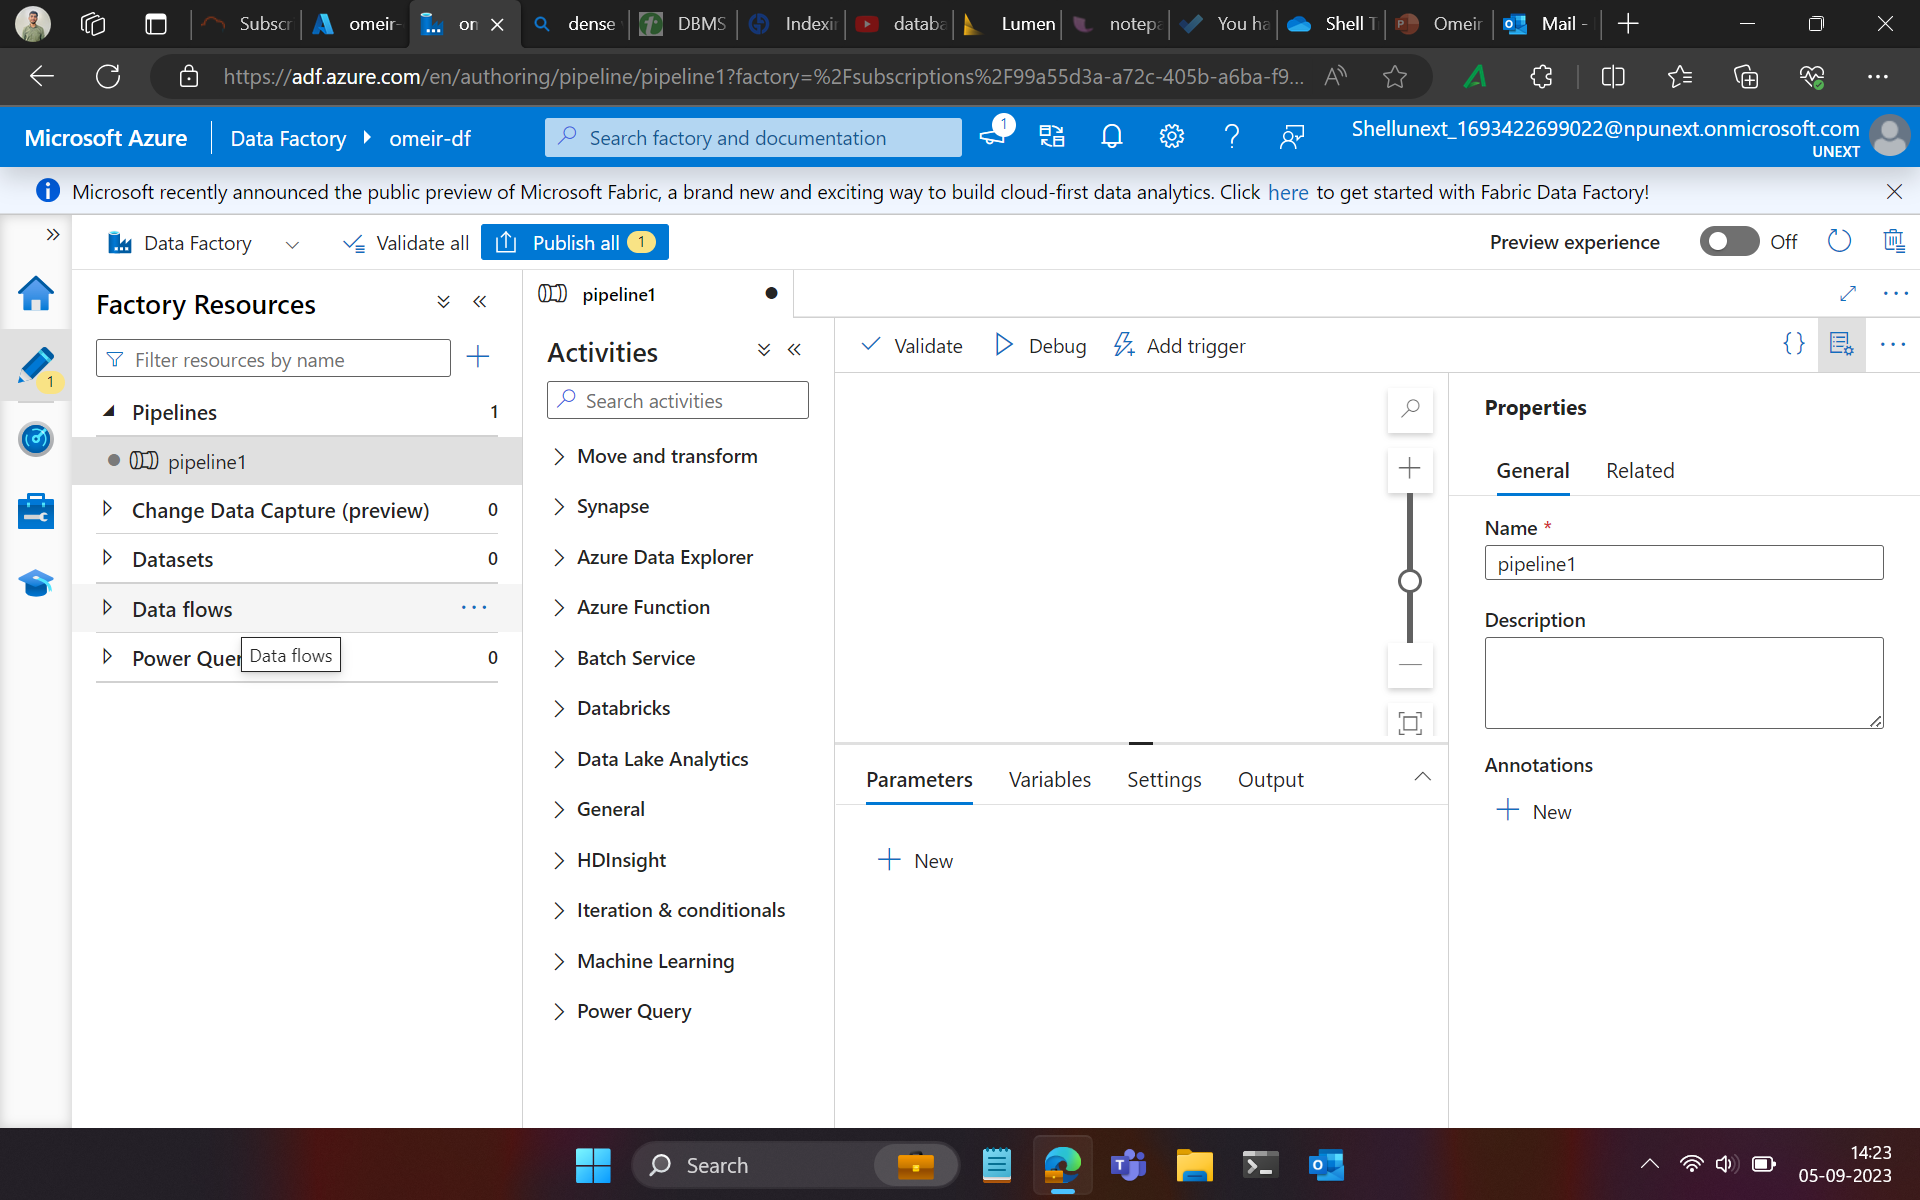 Subscr
omeir-
om
dense
DBMS
Indexin
databa
Lumen
notepa
You ha
Shell T
Omeir
Mail -
https://adf.azure.com/en/authoring/pipeline/pipeline1?factory=%2Fsubscriptions%2F99a55d3a-a72c-405b-a6ba-f9...
Microsoft Azure
Data Factory
omeir-df
Search factory and documentation
1
Shellunext_1693422699022@npunext.onmicrosoft.com
UNEXT
Microsoft recently announced the public preview of Microsoft Fabric, a brand new and exciting way to build cloud-first data analytics. Click here to get started with Fabric Data Factory!
Data Factory
Validate all
Publish all 1
Preview experience
Off
Factory Resources
Filter resources by name
1
Pipelines 1
pipeline1
Change Data Capture (preview) 0
Datasets 0
Data flows
Power Quer 0
Data flows
pipeline1
Activities
Search activities
Move and transform
Synapse
Azure Data Explorer
Azure Function
Batch Service
Databricks
Data Lake Analytics
General
HDInsight
Iteration & conditionals
Machine Learning
Power Query
Validate
Debug
Add trigger
Parameters
Variables
Settings
Output
New
Properties
General
Related
Name *
pipeline1
Description
Annotations
New
Search
14:23
05-09-2023